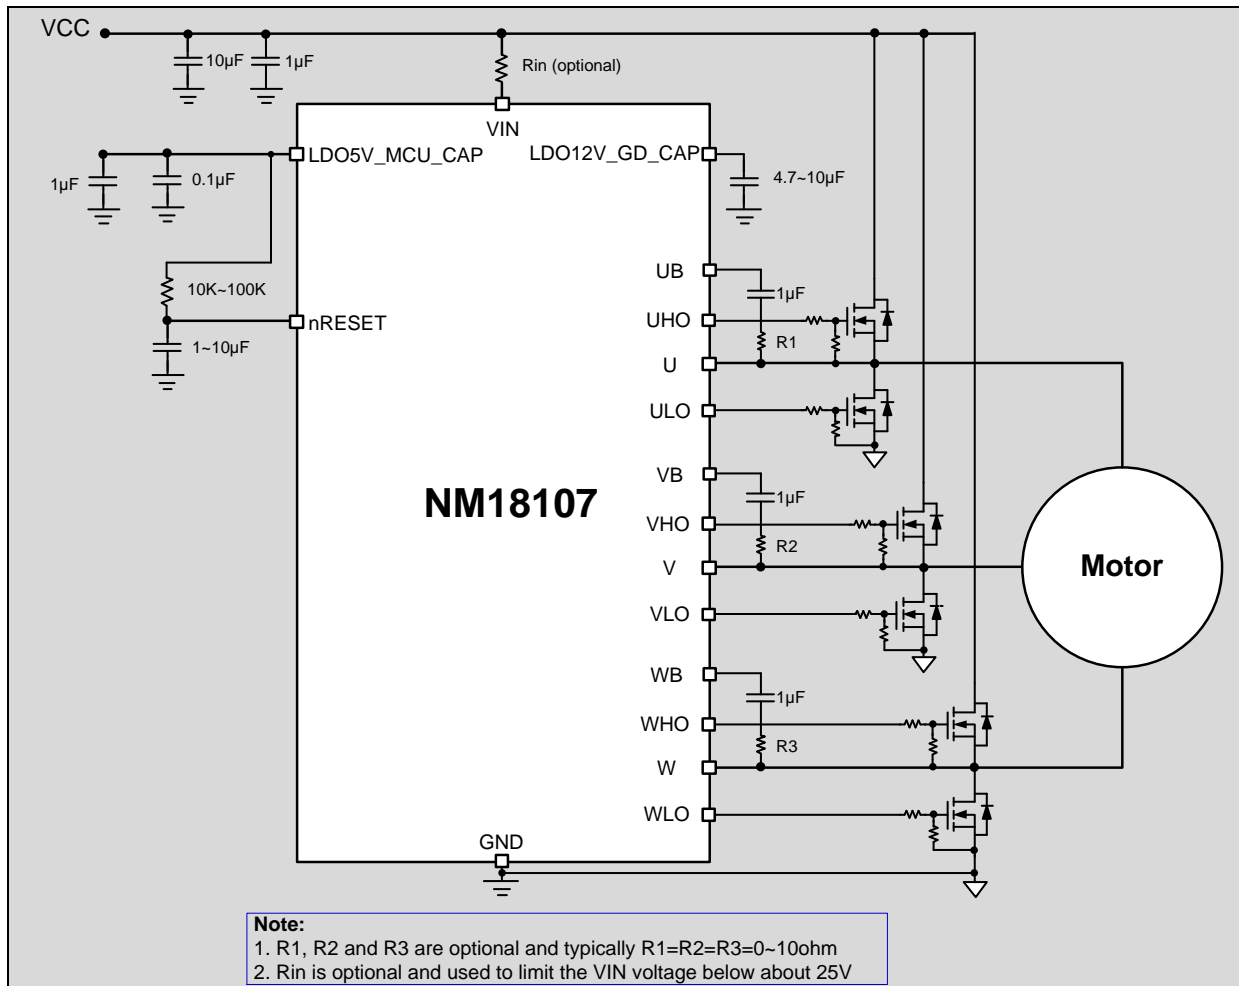 VCC
10µF
1µF
Rin (optional)
VIN
LDO5V_MCU_CAP
LDO12V_GD_CAP
1µF
0.1µF
4.7~10µF
10K~100K
nRESET
1~10µF
UB
1µF
UHO
R1
U
ULO
VB
1µF
NM18107
VHO
R2
V
Motor
VLO
WB
1µF
WHO
R3
W
WLO
GND
Note:
1. R1, R2 and R3 are optional and typically R1=R2=R3=0~10ohm
2. Rin is optional and used to limit the VIN voltage below about 25V